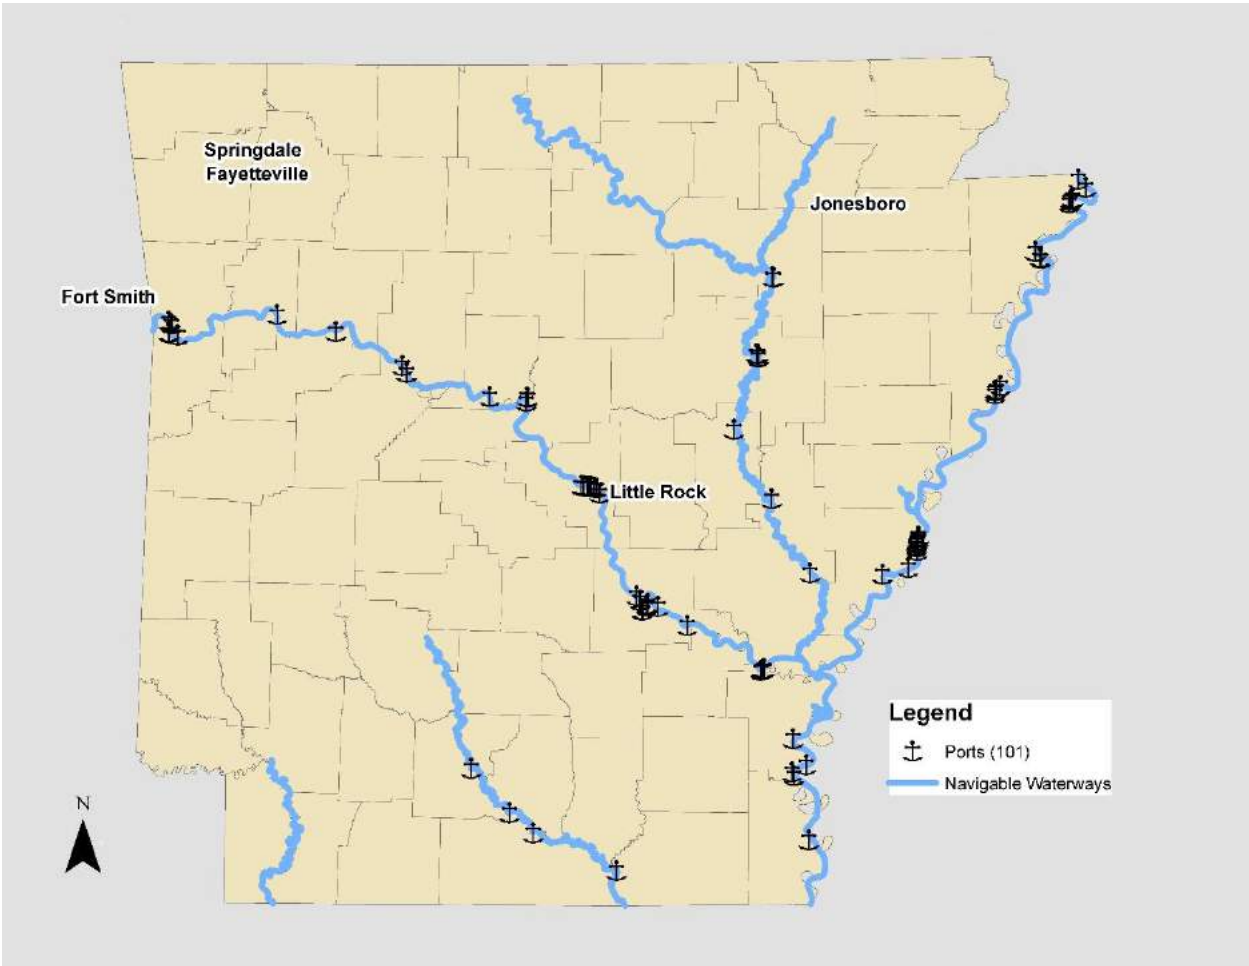 Springdale
Fayetteville
Jonesboro
Fort Smith
Little Rock
Legend
Ports (101)
Navigable Waterways
N